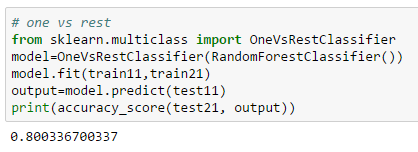 # one vs rest
from sklearn.multiclass import OneVsRestClassifier
model=OneVsRestClassifier(RandomForestClassifier())
model.fit(train11,train21)
output=model.predict(test11)
print(accuracy_score(test21, output))
0.800336700337